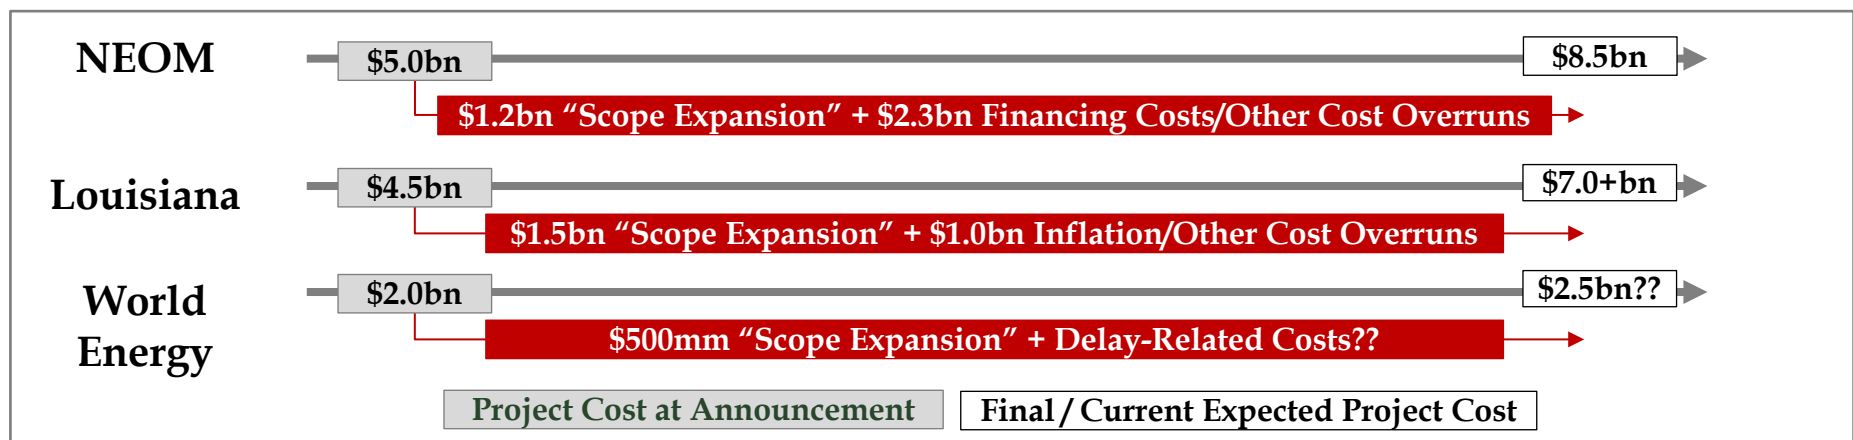 NEOM
$5.0bn
$8.5bn
$1.2bn “Scope Expansion” + $2.3bn Financing Costs/Other Cost Overruns
Louisiana
$4.5bn
$7.0+bn
$1.5bn “Scope Expansion” + $1.0bn Inflation/Other Cost Overruns
World
Energy
$2.0bn
$2.5bn??
$500mm “Scope Expansion” + Delay-Related Costs??
Project Cost at Announcement
Final / Current Expected Project Cost